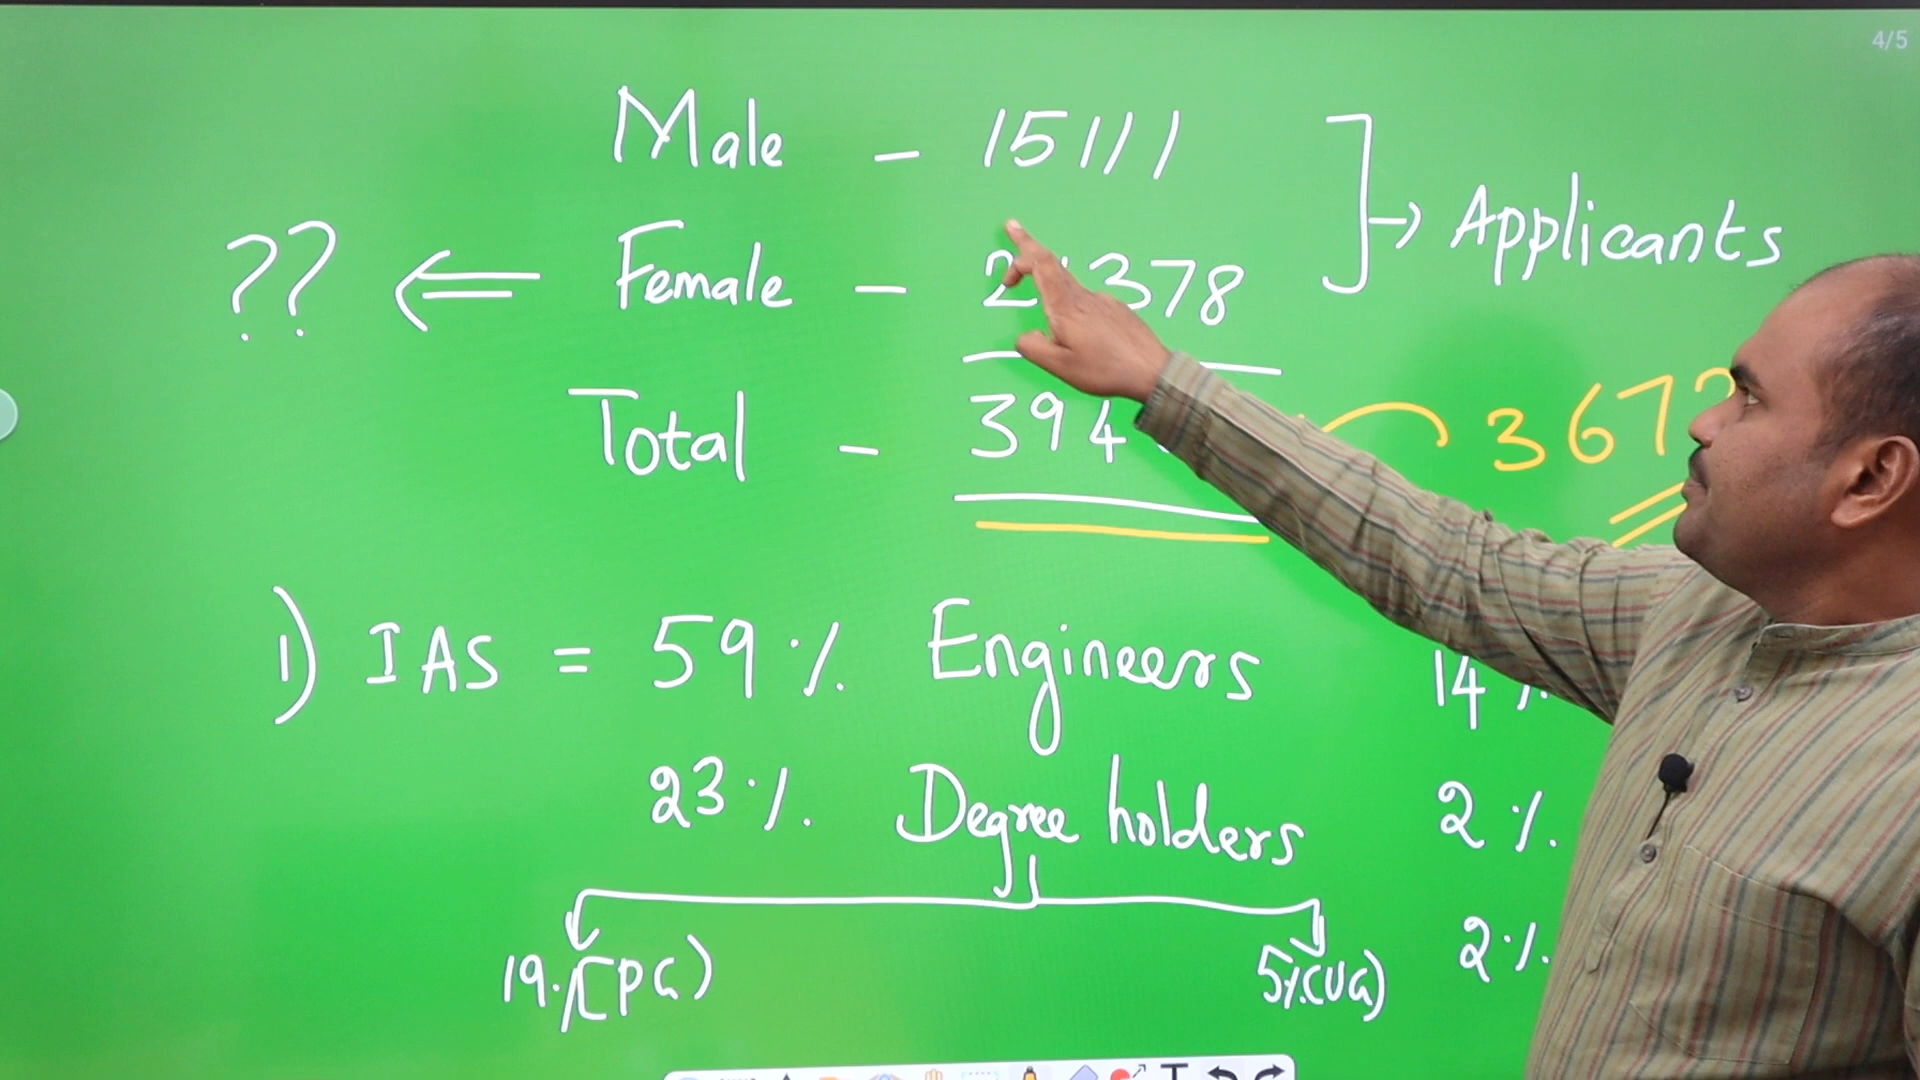 4/5
Male - 15111
?? ⇐ Female - 2 378
→ Applicants
Total - 394
367
1) IAS = 59% Engineers 14%
23% Degree holders 2%.
19% (PG) 5% (UG) 2%.
T